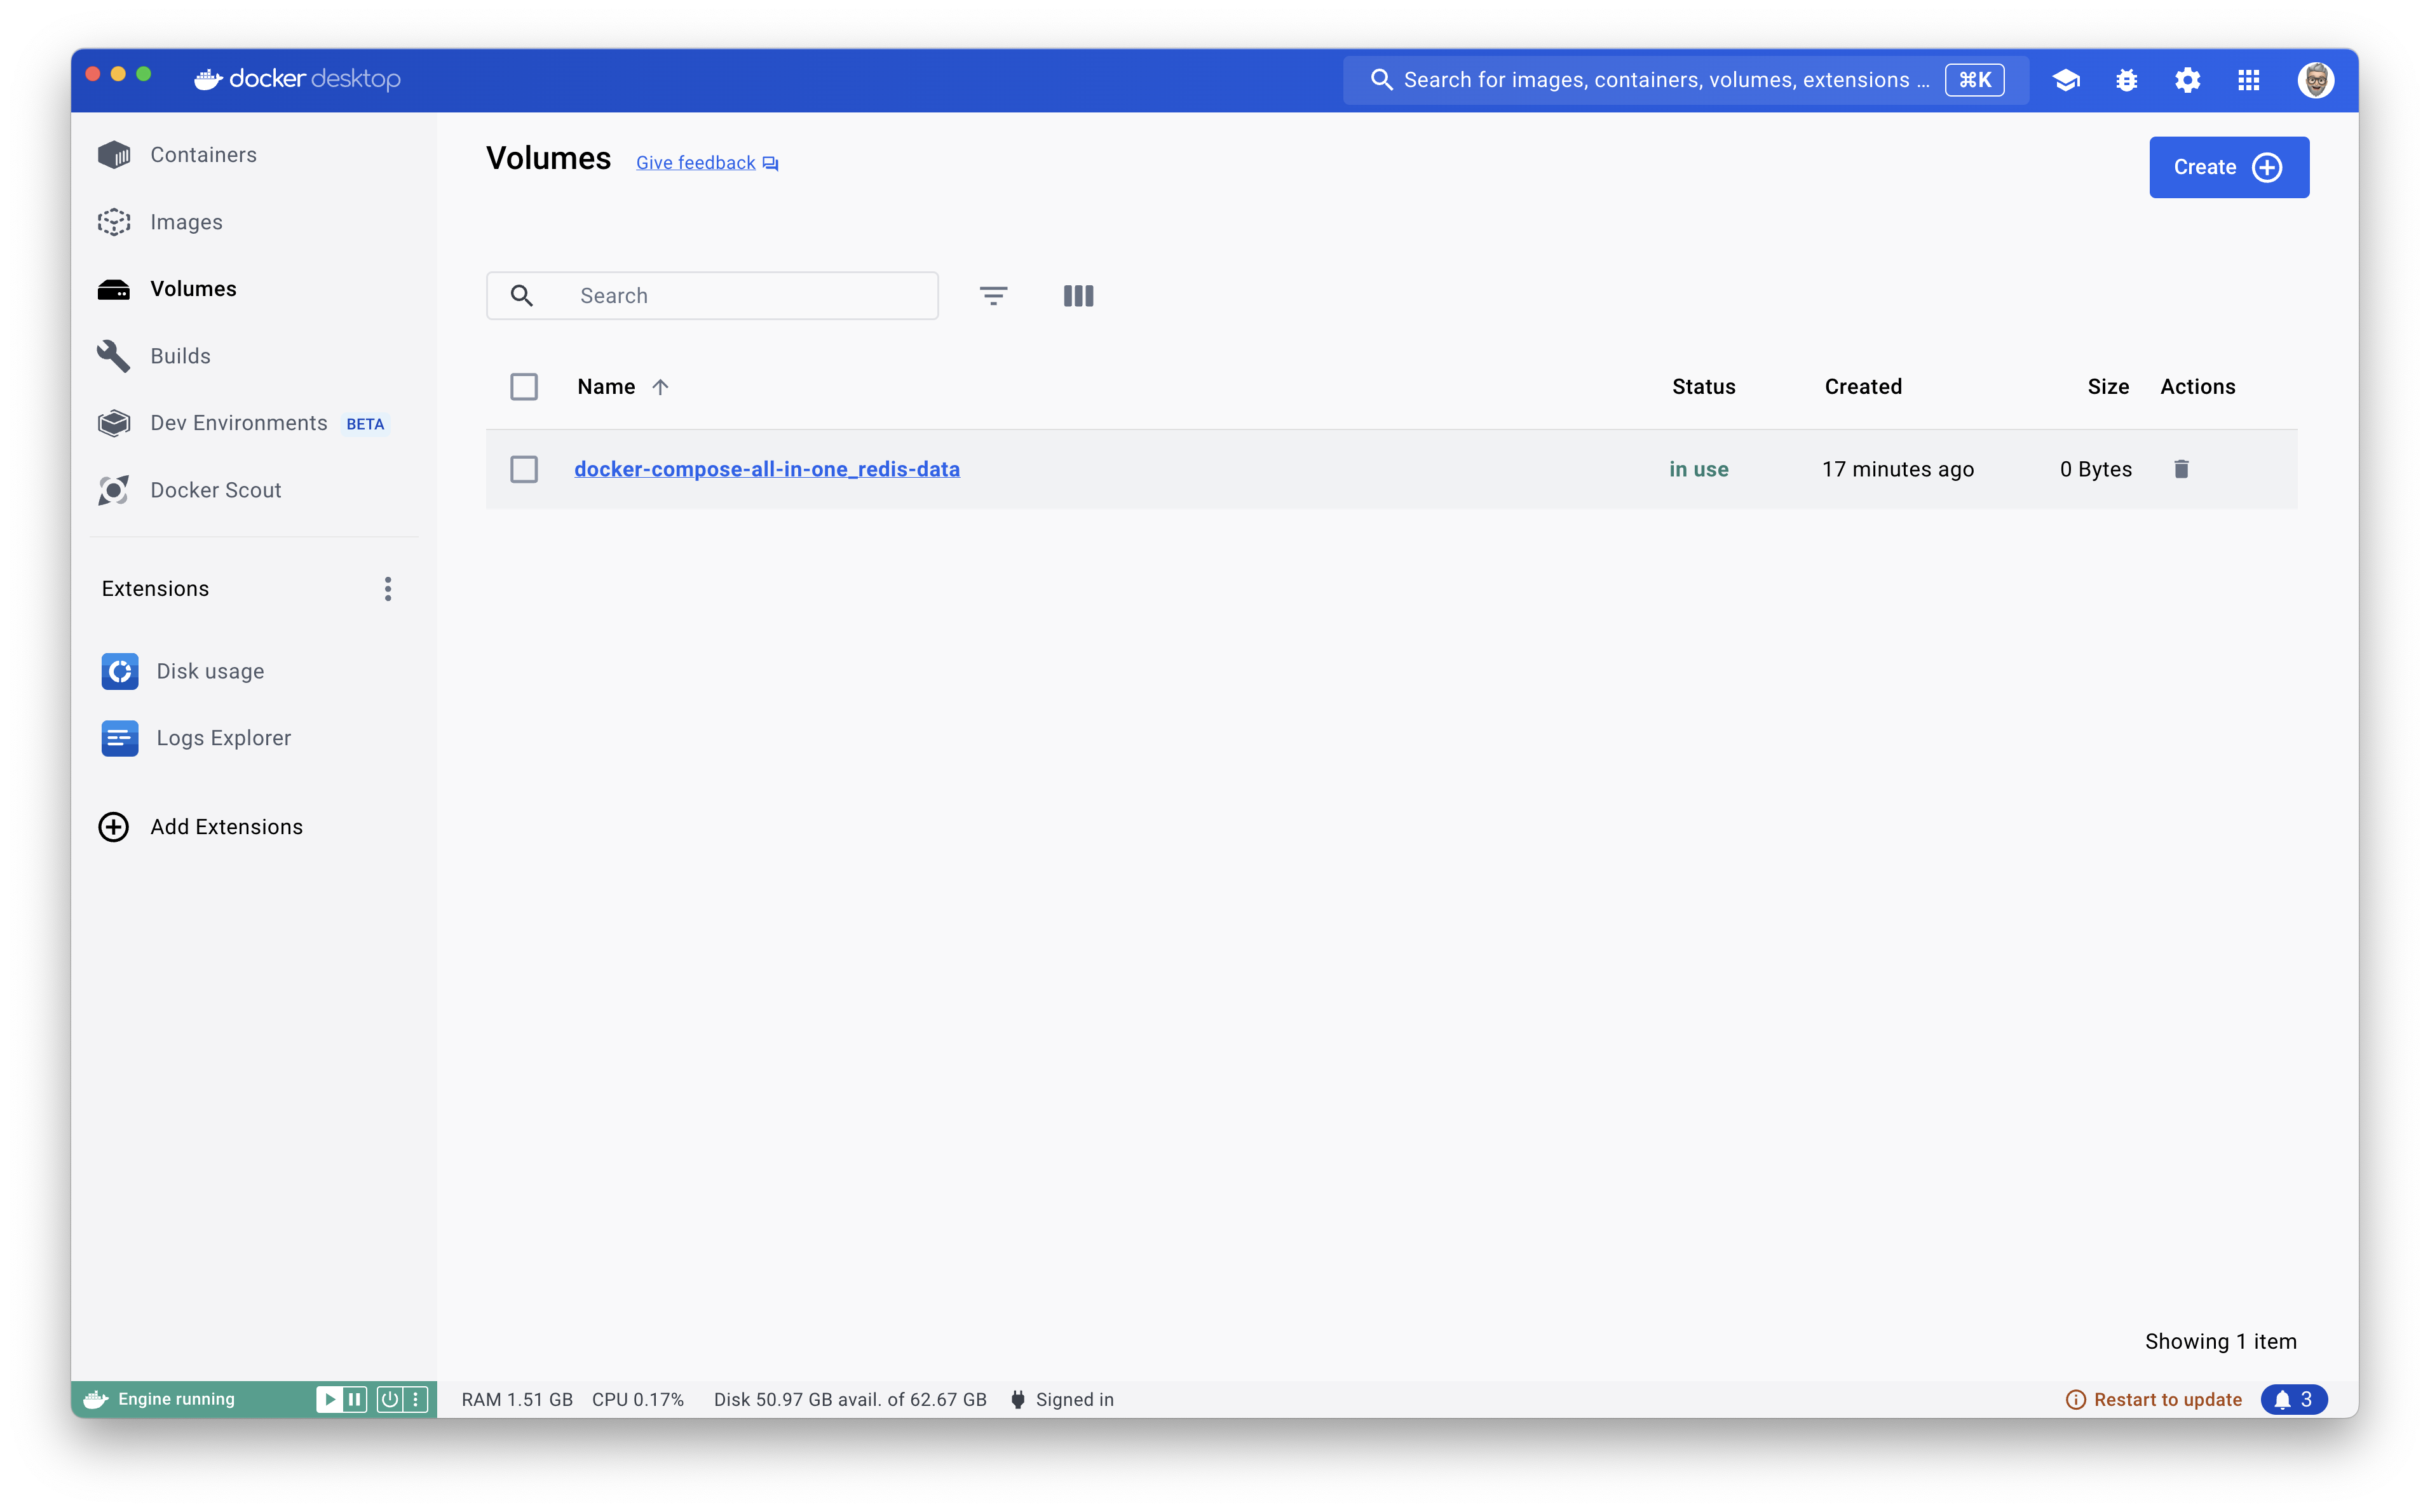 docker desktop
Search for images, containers, volumes, extensions ...
⌘K
Containers
Images
Volumes
Builds
Dev Environments BETA
Docker Scout
Extensions
Disk usage
Logs Explorer
Add Extensions
Volumes
Give feedback
Create
Search
Name Status Created Size Actions
docker-compose-all-in-one_redis-data in use 17 minutes ago 0 Bytes
Showing 1 item
Engine running
RAM 1.51 GB CPU 0.17% Disk 50.97 GB avail. of 62.67 GB Signed in
Restart to update
3